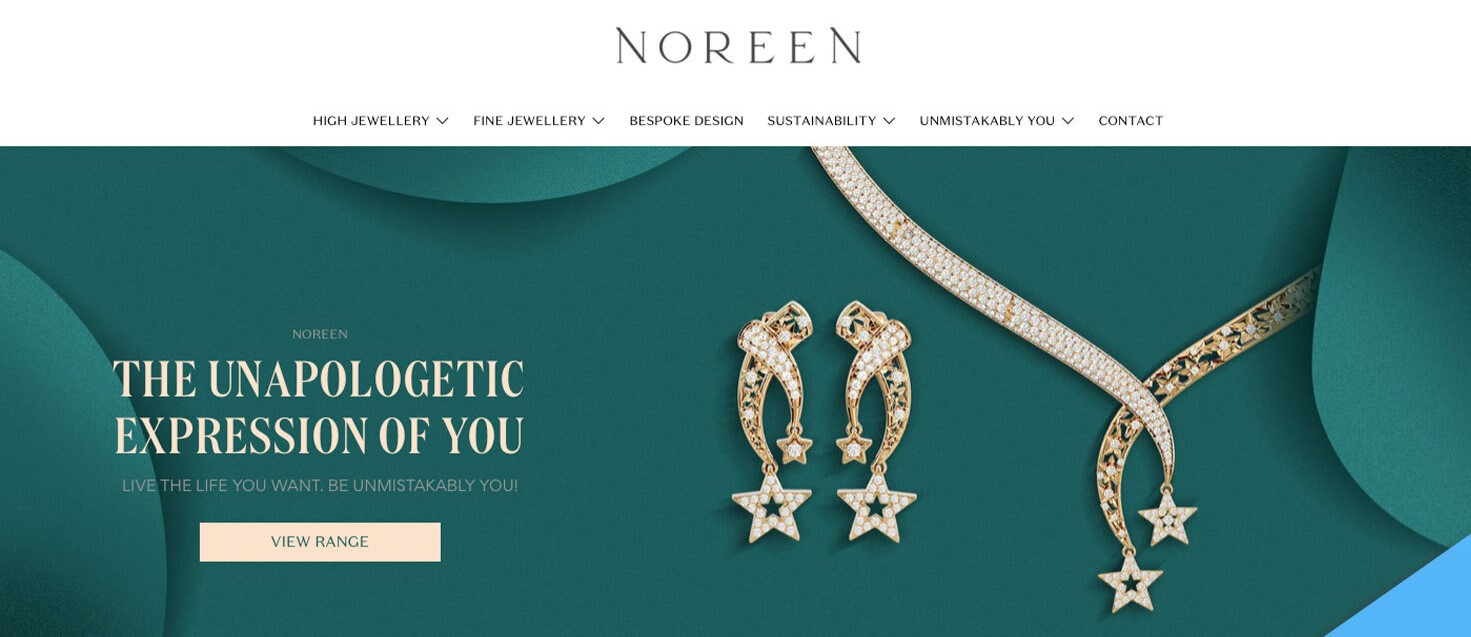 NOREEN
HIGH JEWELLERY FINE JEWELLERY BESPOKE DESIGN SUSTAINABILITY UNMISTAKABLY YOU CONTACT
NOREEN
THE UNAPOLOGETIC
EXPRESSION OF YOU
LIVE THE LIFE YOU WANT. BE UNMISTAKABLY YOU!
VIEW RANGE